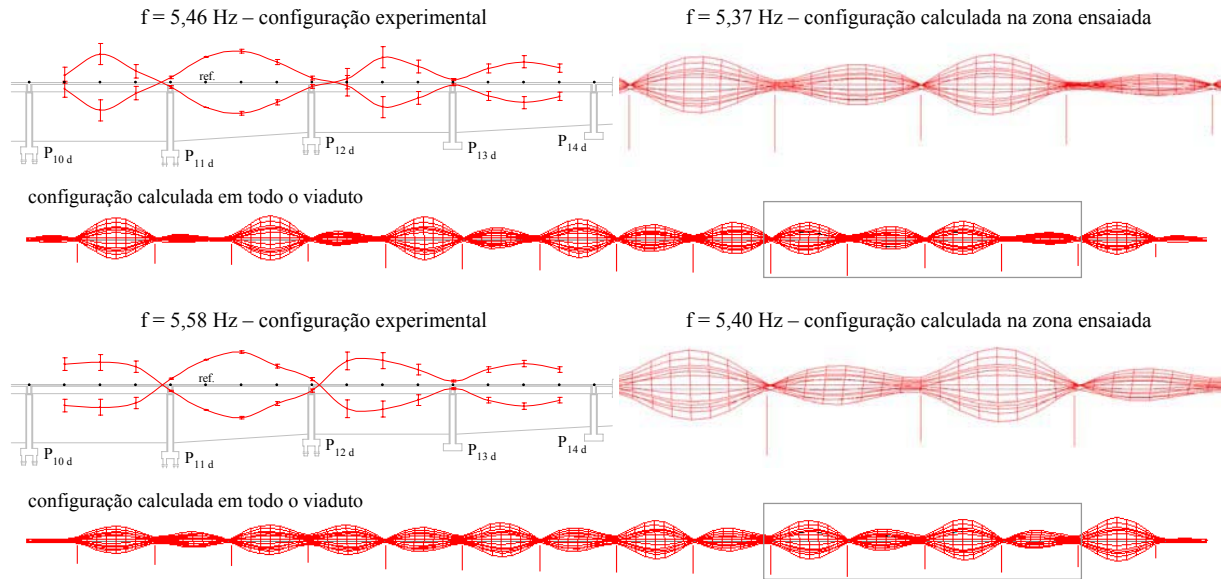 f = 5,46 Hz – configuração experimental
f = 5,37 Hz – configuração calculada na zona ensaiada
ref.
P10 d
P11 d
P12 d
P13 d
P14 d
configuração calculada em todo o viaduto
f = 5,58 Hz – configuração experimental
f = 5,40 Hz – configuração calculada na zona ensaiada
ref.
P10 d
P11 d
P12 d
P13 d
P14 d
configuração calculada em todo o viaduto